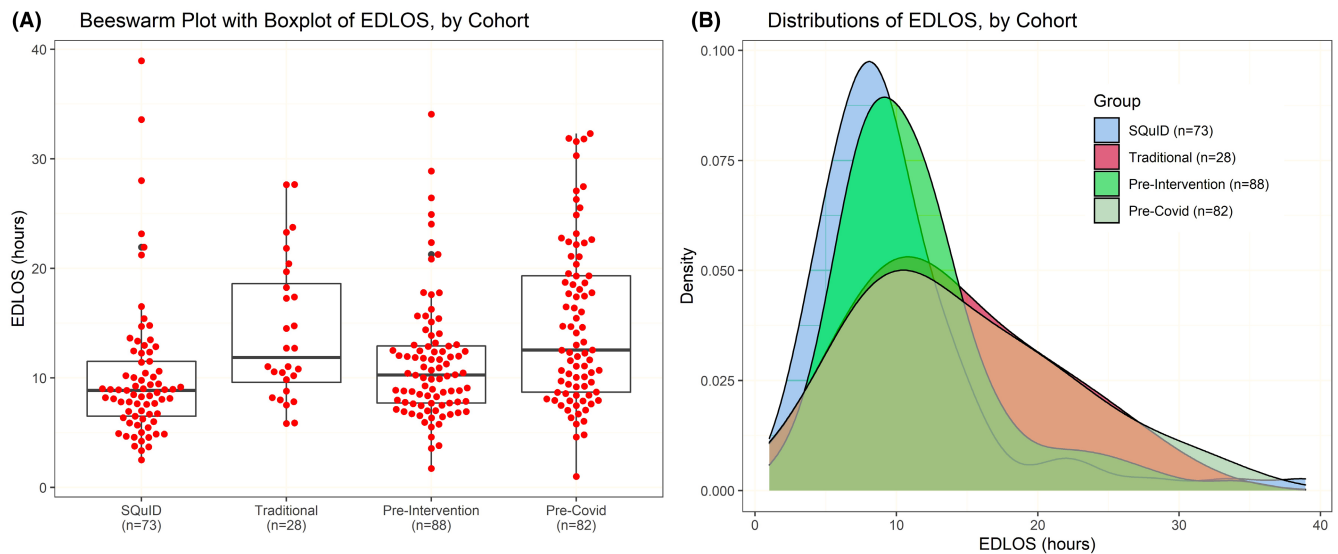 (A) Beeswarm Plot with Boxplot of EDLOS, by Cohort
EDLOS (hours)
40
30
20
10
0
SQuID
(n=73)
Traditional
(n=28)
Pre-Intervention
(n=88)
Pre-Covid
(n=82)
(B) Distributions of EDLOS, by Cohort
Density
0.100
0.075
0.050
0.025
0.000
Group
SQuID (n=73)
Traditional (n=28)
Pre-Intervention (n=88)
Pre-Covid (n=82)
0 10 20 30 40
EDLOS (hours)